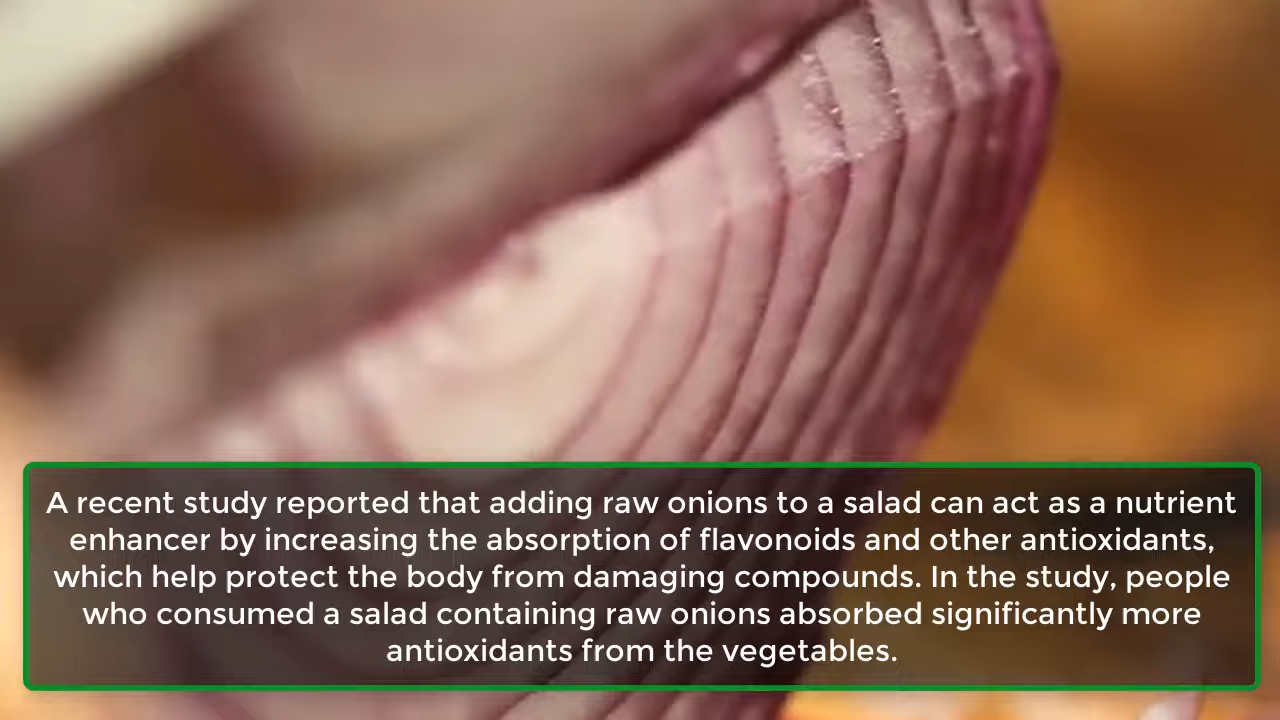 A recent study reported that adding raw onions to a salad can act as a nutrient
enhancer by increasing the absorption of flavonoids and other antioxidants,
which help protect the body from damaging compounds. In the study, people
who consumed a salad containing raw onions absorbed significantly more
antioxidants from the vegetables.